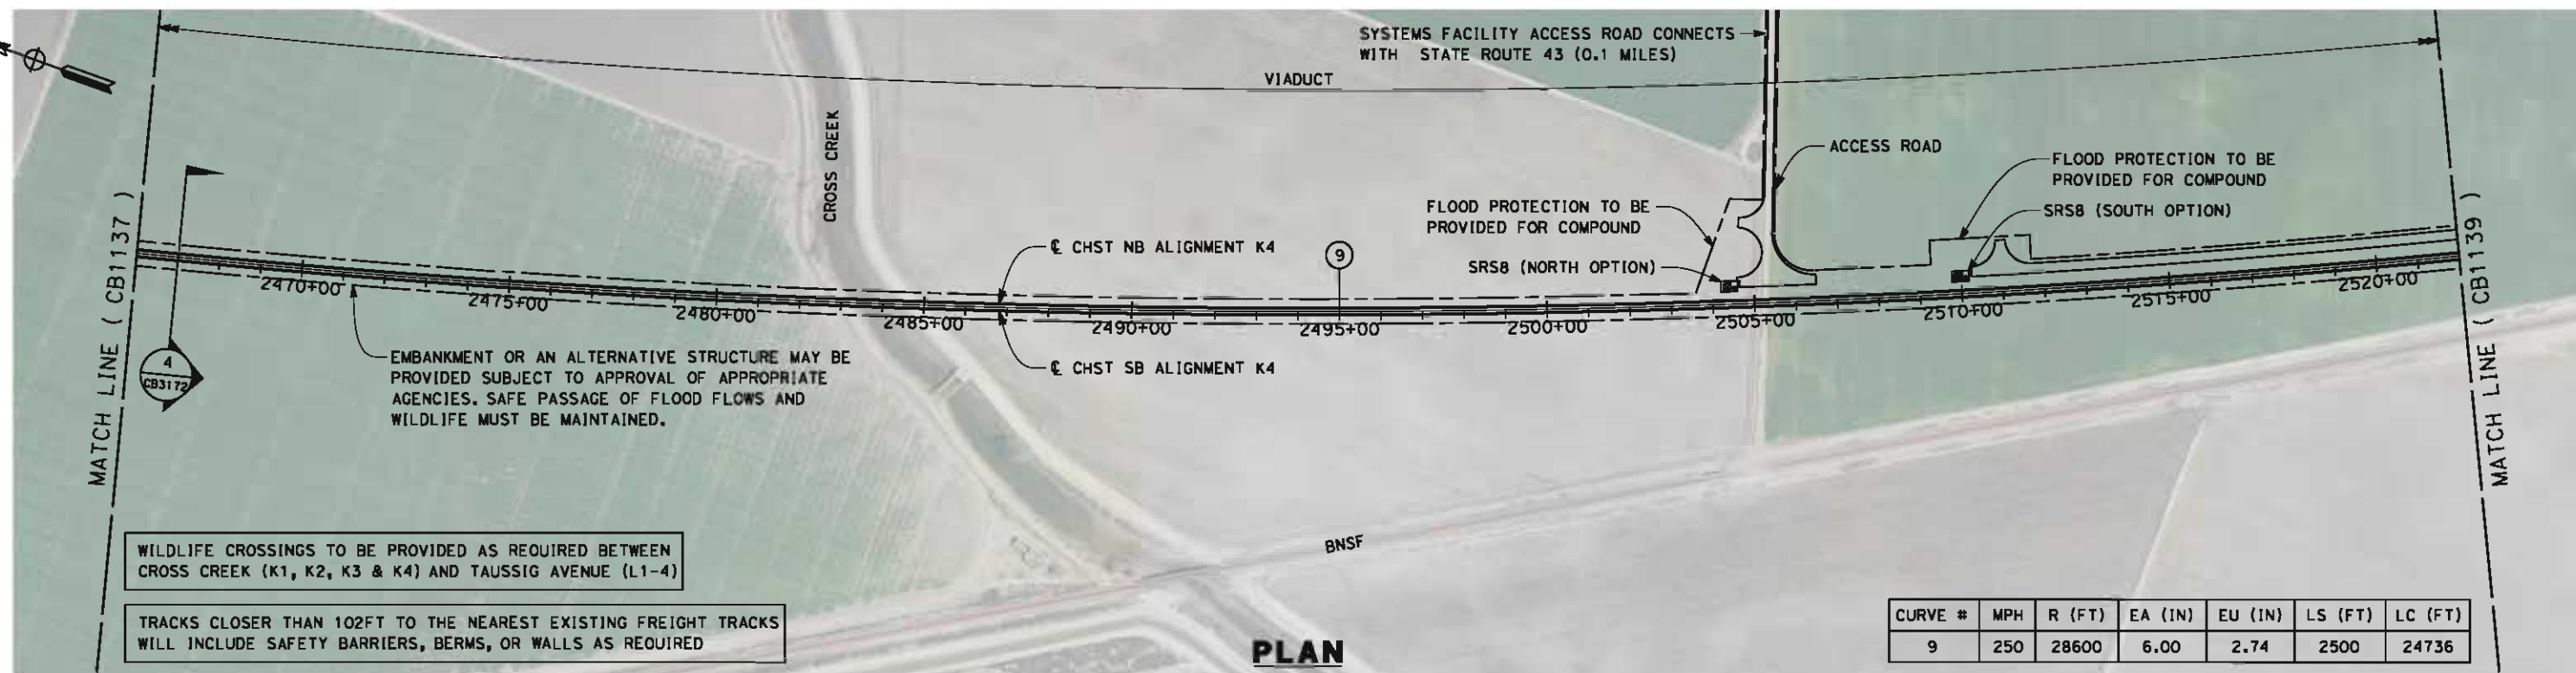 SYSTEMS FACILITY ACCESS ROAD CONNECTS
WITH STATE ROUTE 43 (0.1 MILES)
VIADUCT
CROSS CREEK
ACCESS ROAD
FLOOD PROTECTION TO BE
PROVIDED FOR COMPOUND
SRS8 (SOUTH OPTION)
FLOOD PROTECTION TO BE
PROVIDED FOR COMPOUND
SRS8 (NORTH OPTION)
MATCH LINE ( CB1137 )
MATCH LINE ( CB1139 )
℄ CHST NB ALIGNMENT K4
9
2470+00
2475+00
2480+00
2485+00
2490+00
2495+00
2500+00
2505+00
2510+00
2515+00
2520+00
℄ CHST SB ALIGNMENT K4
4
CB3172
EMBANKMENT OR AN ALTERNATIVE STRUCTURE MAY BE
PROVIDED SUBJECT TO APPROVAL OF APPROPRIATE
AGENCIES. SAFE PASSAGE OF FLOOD FLOWS AND
WILDLIFE MUST BE MAINTAINED.
BNSF
WILDLIFE CROSSINGS TO BE PROVIDED AS REQUIRED BETWEEN
CROSS CREEK (K1, K2, K3 & K4) AND TAUSSIG AVENUE (L1-4)
TRACKS CLOSER THAN 102FT TO THE NEAREST EXISTING FREIGHT TRACKS
WILL INCLUDE SAFETY BARRIERS, BERMS, OR WALLS AS REQUIRED
PLAN
CURVE # MPH R (FT) EA (IN) EU (IN) LS (FT) LC (FT)
9 250 28600 6.00 2.74 2500 24736